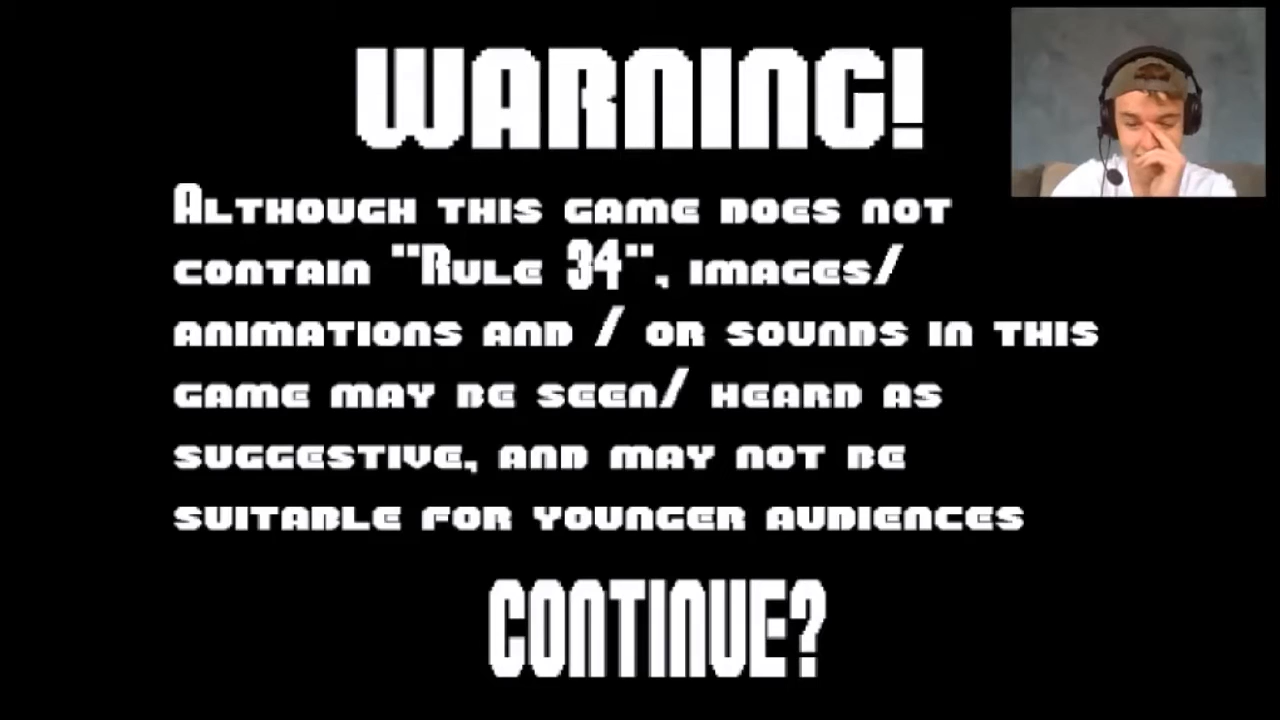 WARNING!
ALTHOUGH THIS GAME DOES NOT
CONTAIN "RULE 34", IMAGES/
ANIMATIONS AND / OR SOUNDS IN THIS
GAME MAY BE SEEN/ HEARD AS
SUGGESTIVE, AND MAY NOT BE
SUITABLE FOR YOUNGER AUDIENCES
CONTINUE?